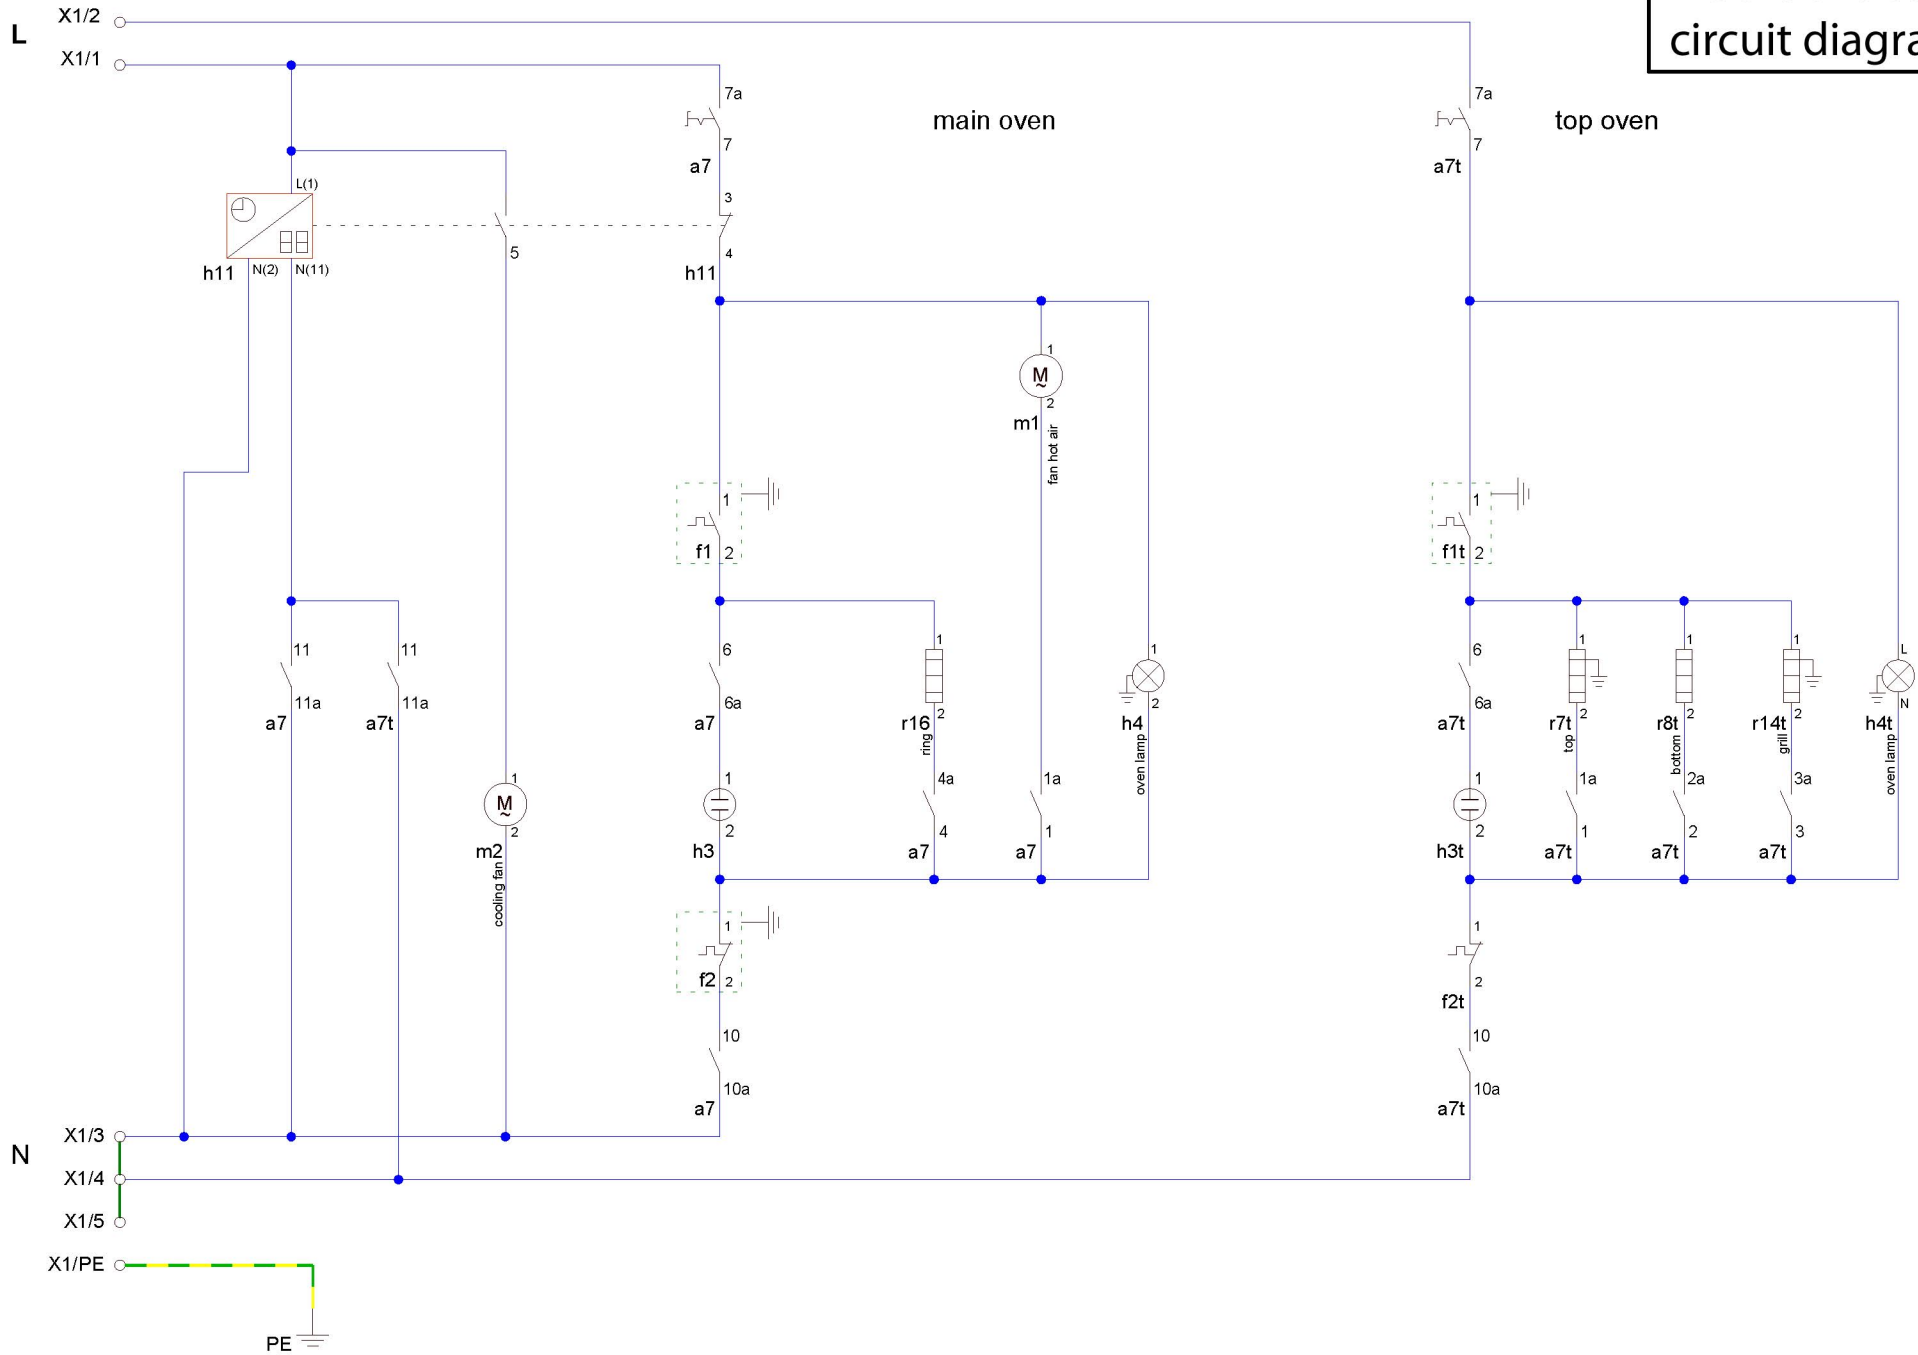 X1/2
L
X1/1
circuit diagra
7a
7
a7
main oven
7a
7
a7t
top oven
L(1)
h11
N(2)
N(11)
5
3
4
h11
1
M
~
2
m1
fan hot air
1
f1
2
1
f1t
2
11
11a
a7
11
11a
a7t
6
6a
a7
1
r16
2
ring
1
2
h4
oven lamp
6
6a
a7t
1
r7t
2
top
1
r8t
2
bottom
1
r14t
2
grill
L
N
h4t
oven lamp
1
M
~
2
m2
cooling fan
1
2
h3
4a
4
a7
1a
1
a7
1
2
h3t
1a
1
a7t
2a
2
a7t
3a
3
a7t
1
f2
2
1
2
f2t
10
10a
a7
10
10a
a7t
X1/3
N
X1/4
X1/5
X1/PE
PE